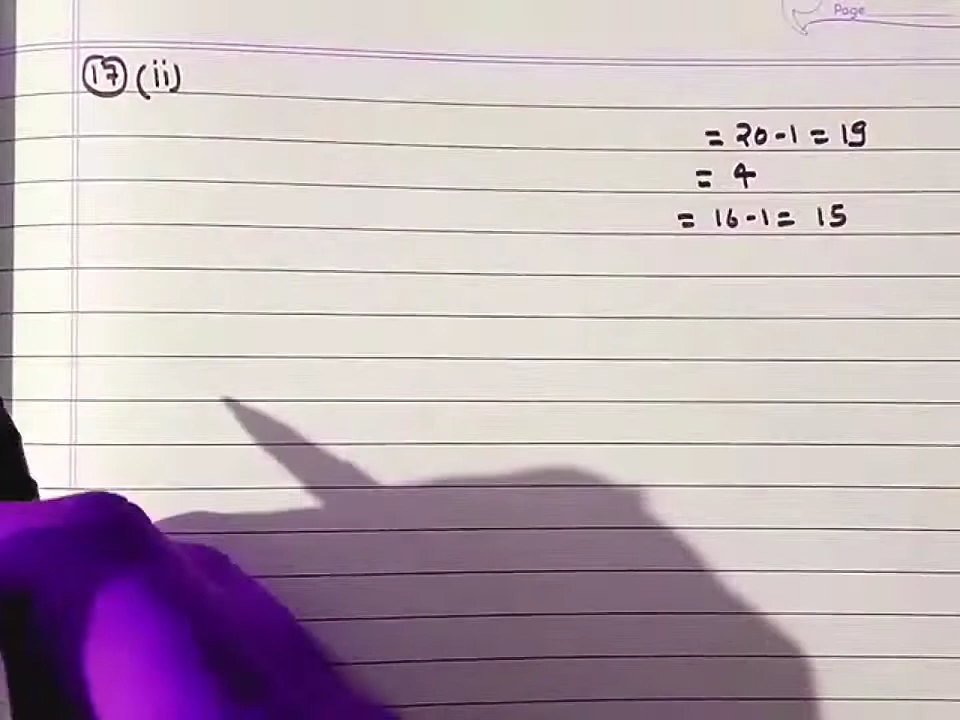 Page
17 (ii)
= 20-1 = 19
= 4
= 16-1 = 15